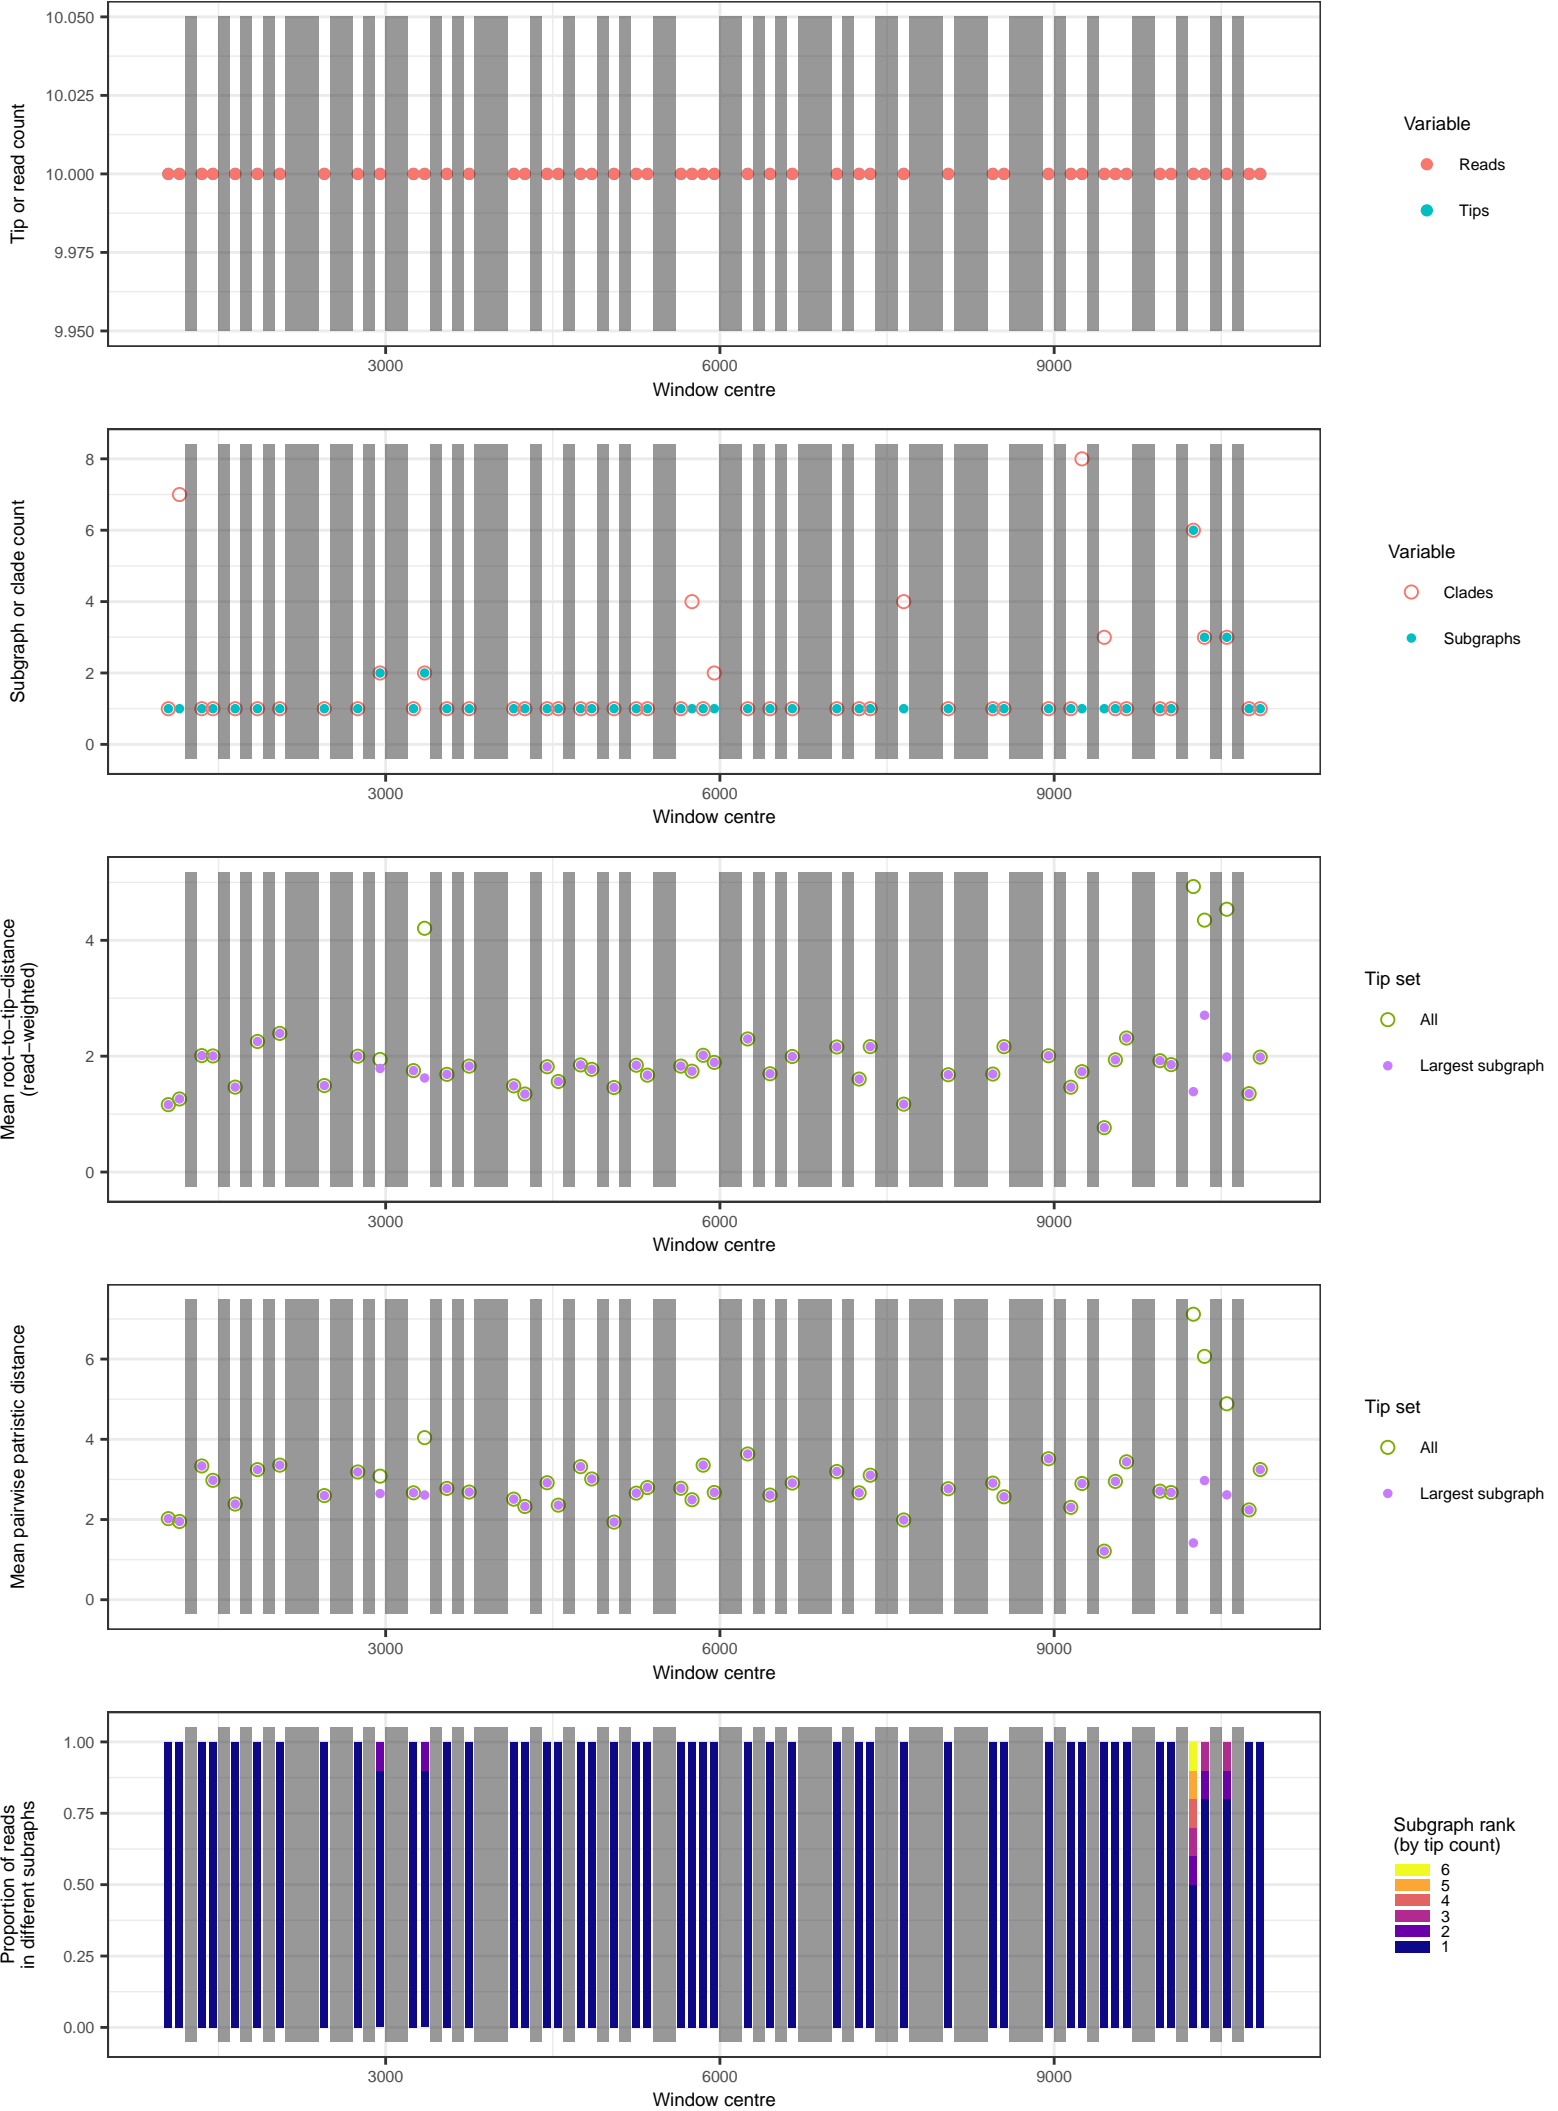 10.050
10.025
10.000
9.975
9.950
Tip or read count
3000
6000
9000
Window centre
Variable
Reads
Tips
8
6
4
2
0
Subgraph or clade count
3000
6000
9000
Window centre
Variable
Clades
Subgraphs
4
2
0
Mean root−to−tip−distance
(read−weighted)
3000
6000
9000
Window centre
Tip set
All
Largest subgraph
6
4
2
0
Mean pairwise patristic distance
3000
6000
9000
Window centre
Tip set
All
Largest subgraph
1.00
0.75
0.50
0.25
0.00
Proportion of reads
in different subraphs
3000
6000
9000
Window centre
Subgraph rank
(by tip count)
6
5
4
3
2
1